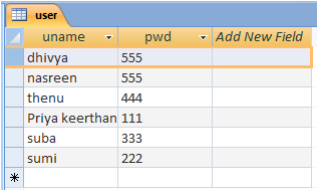 user
uname pwd Add New Field
dhivya 555
nasreen 555
thenu 444
Priya keerthan 111
suba 333
sumi 222